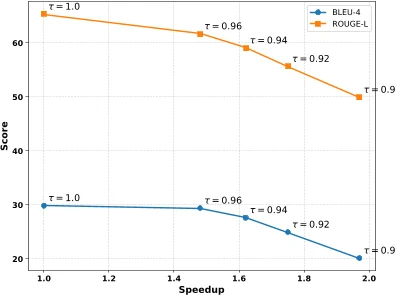 τ = 1.0
τ = 0.96
τ = 0.94
τ = 0.92
τ = 0.9
BLEU-4
ROUGE-L
τ = 1.0
τ = 0.96
τ = 0.94
τ = 0.92
τ = 0.9
60
50
40
30
20
Score
1.0 1.2 1.4 1.6 1.8 2.0
Speedup